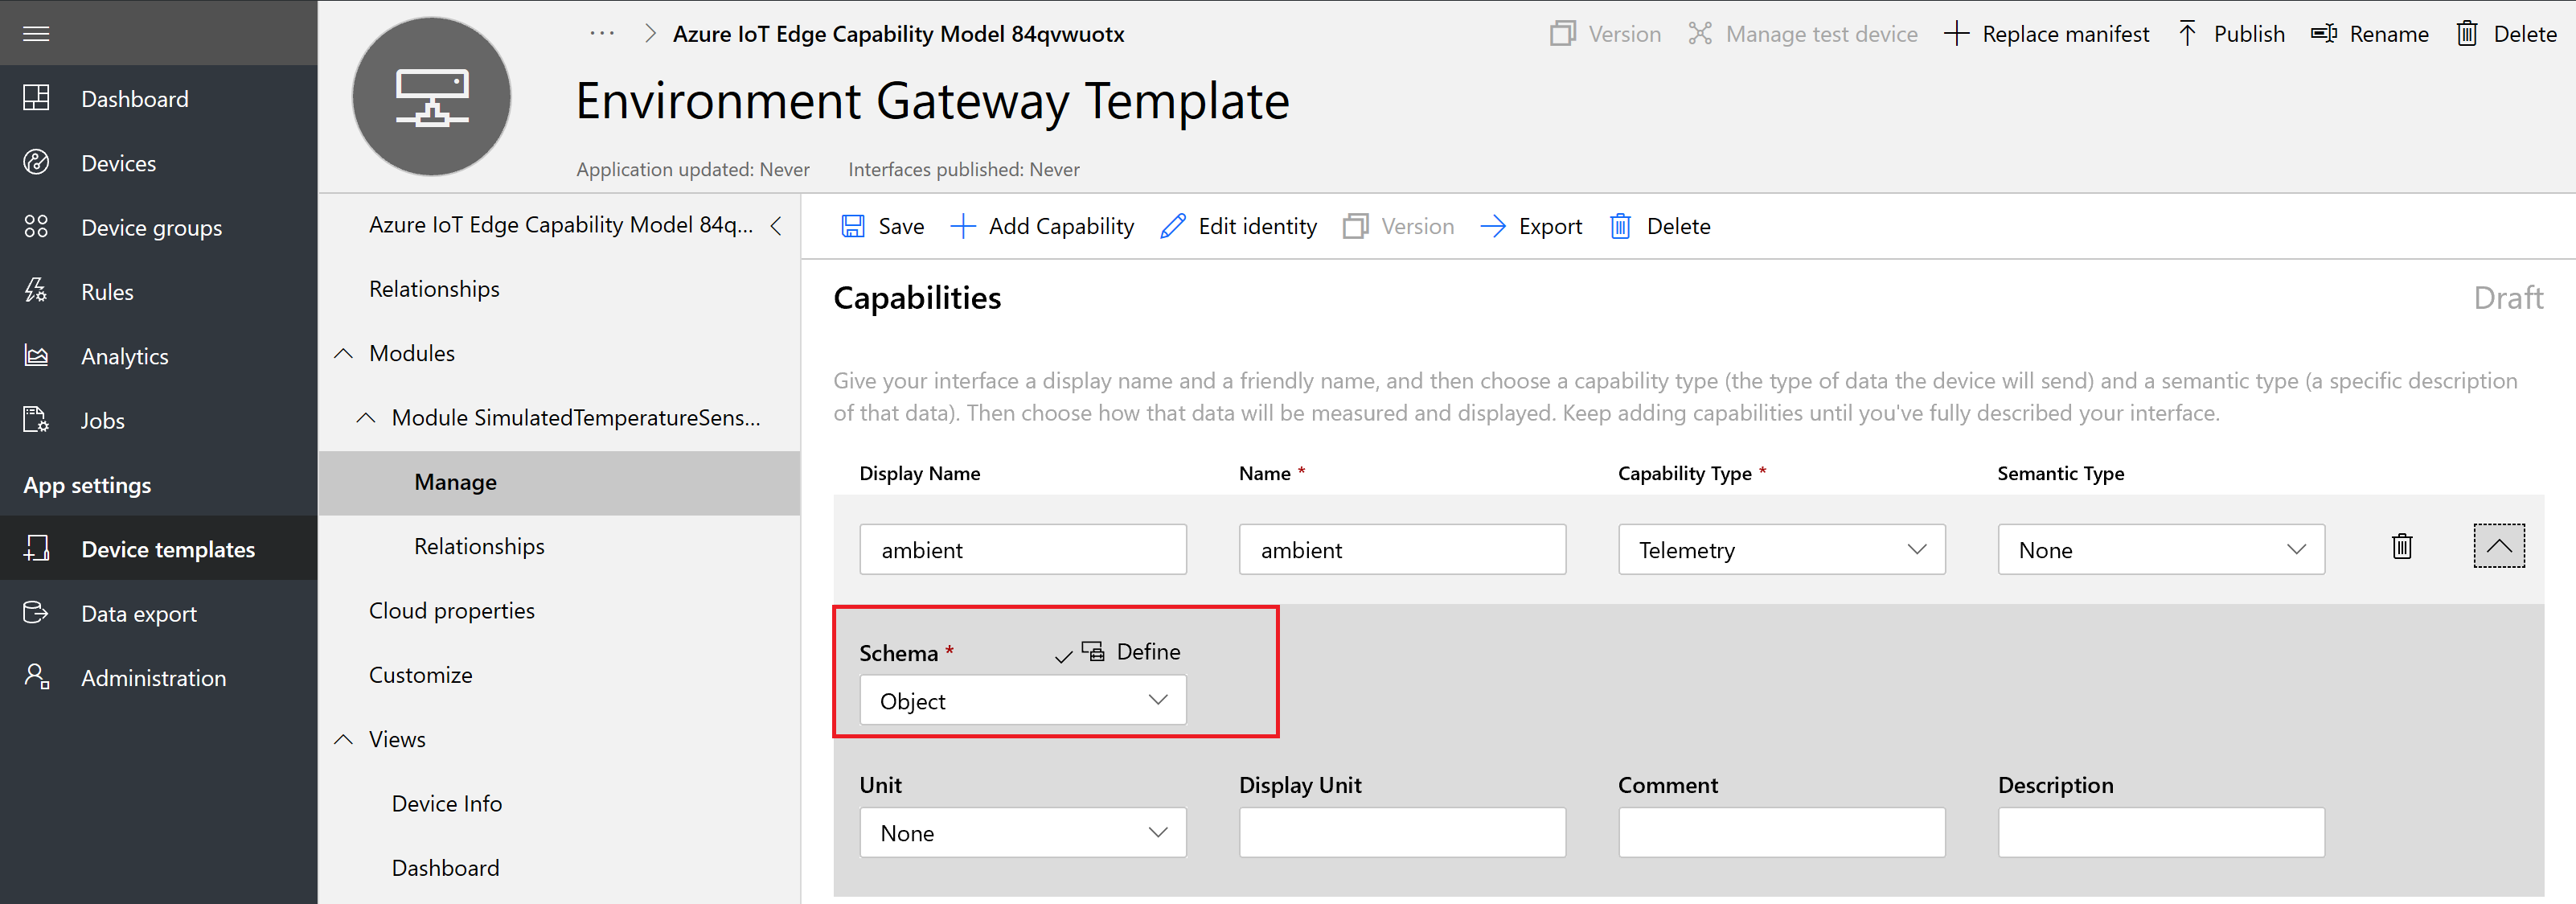 ... > Azure IoT Edge Capability Model 84qvwuotx
Version
Manage test device
Replace manifest
Publish
Rename
Delete
Environment Gateway Template
Application updated: Never
Interfaces published: Never
Dashboard
Devices
Device groups
Rules
Analytics
Jobs
App settings
Device templates
Data export
Administration
Azure IoT Edge Capability Model 84q...
Relationships
Modules
Module SimulatedTemperatureSens...
Manage
Relationships
Cloud properties
Customize
Views
Device Info
Dashboard
Save
Add Capability
Edit identity
Version
Export
Delete
Capabilities
Draft
Give your interface a display name and a friendly name, and then choose a capability type (the type of data the device will send) and a semantic type (a specific description
of that data). Then choose how that data will be measured and displayed. Keep adding capabilities until you've fully described your interface.
Display Name
Name *
Capability Type *
Semantic Type
ambient
ambient
Telemetry
None
Schema *
Define
Object
Unit
Display Unit
Comment
Description
None